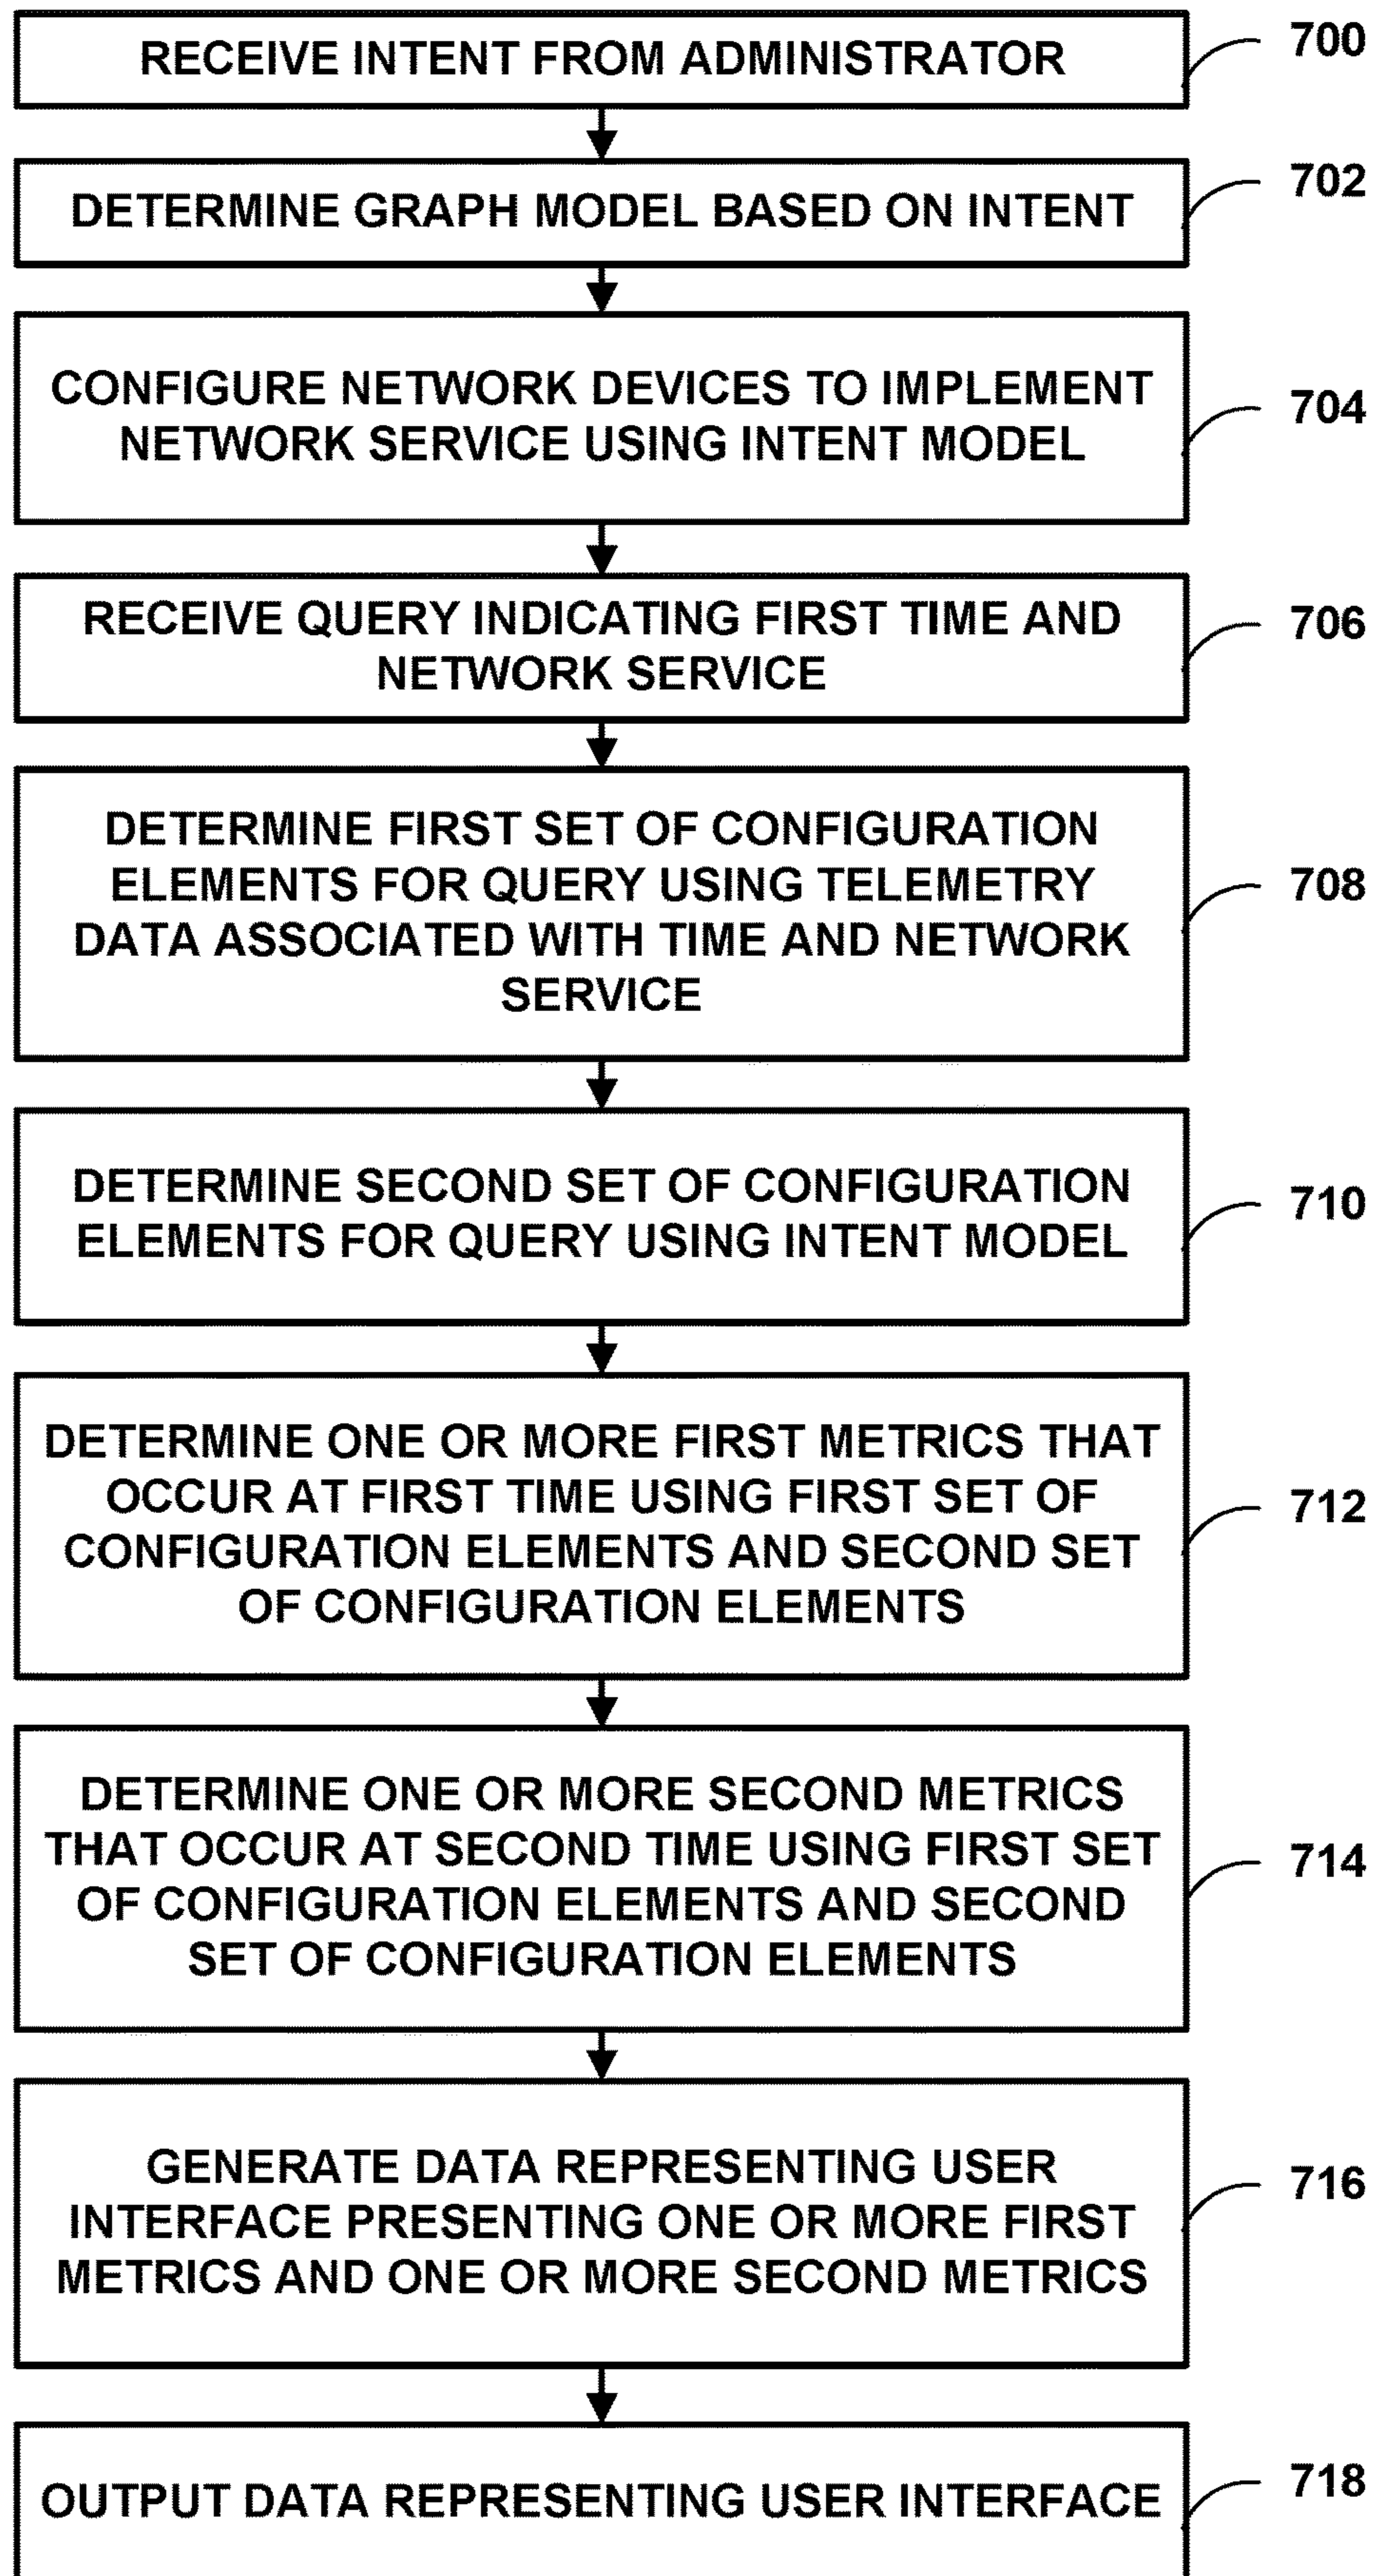 RECEIVE INTENT FROM ADMINISTRATOR
700
DETERMINE GRAPH MODEL BASED ON INTENT
702
CONFIGURE NETWORK DEVICES TO IMPLEMENT
NETWORK SERVICE USING INTENT MODEL
704
RECEIVE QUERY INDICATING FIRST TIME AND
NETWORK SERVICE
706
DETERMINE FIRST SET OF CONFIGURATION
ELEMENTS FOR QUERY USING TELEMETRY
DATA ASSOCIATED WITH TIME AND NETWORK
SERVICE
708
DETERMINE SECOND SET OF CONFIGURATION
ELEMENTS FOR QUERY USING INTENT MODEL
710
DETERMINE ONE OR MORE FIRST METRICS THAT
OCCUR AT FIRST TIME USING FIRST SET OF
CONFIGURATION ELEMENTS AND SECOND SET
OF CONFIGURATION ELEMENTS
712
DETERMINE ONE OR MORE SECOND METRICS
THAT OCCUR AT SECOND TIME USING FIRST SET
OF CONFIGURATION ELEMENTS AND SECOND
SET OF CONFIGURATION ELEMENTS
714
GENERATE DATA REPRESENTING USER
INTERFACE PRESENTING ONE OR MORE FIRST
METRICS AND ONE OR MORE SECOND METRICS
716
OUTPUT DATA REPRESENTING USER INTERFACE
718